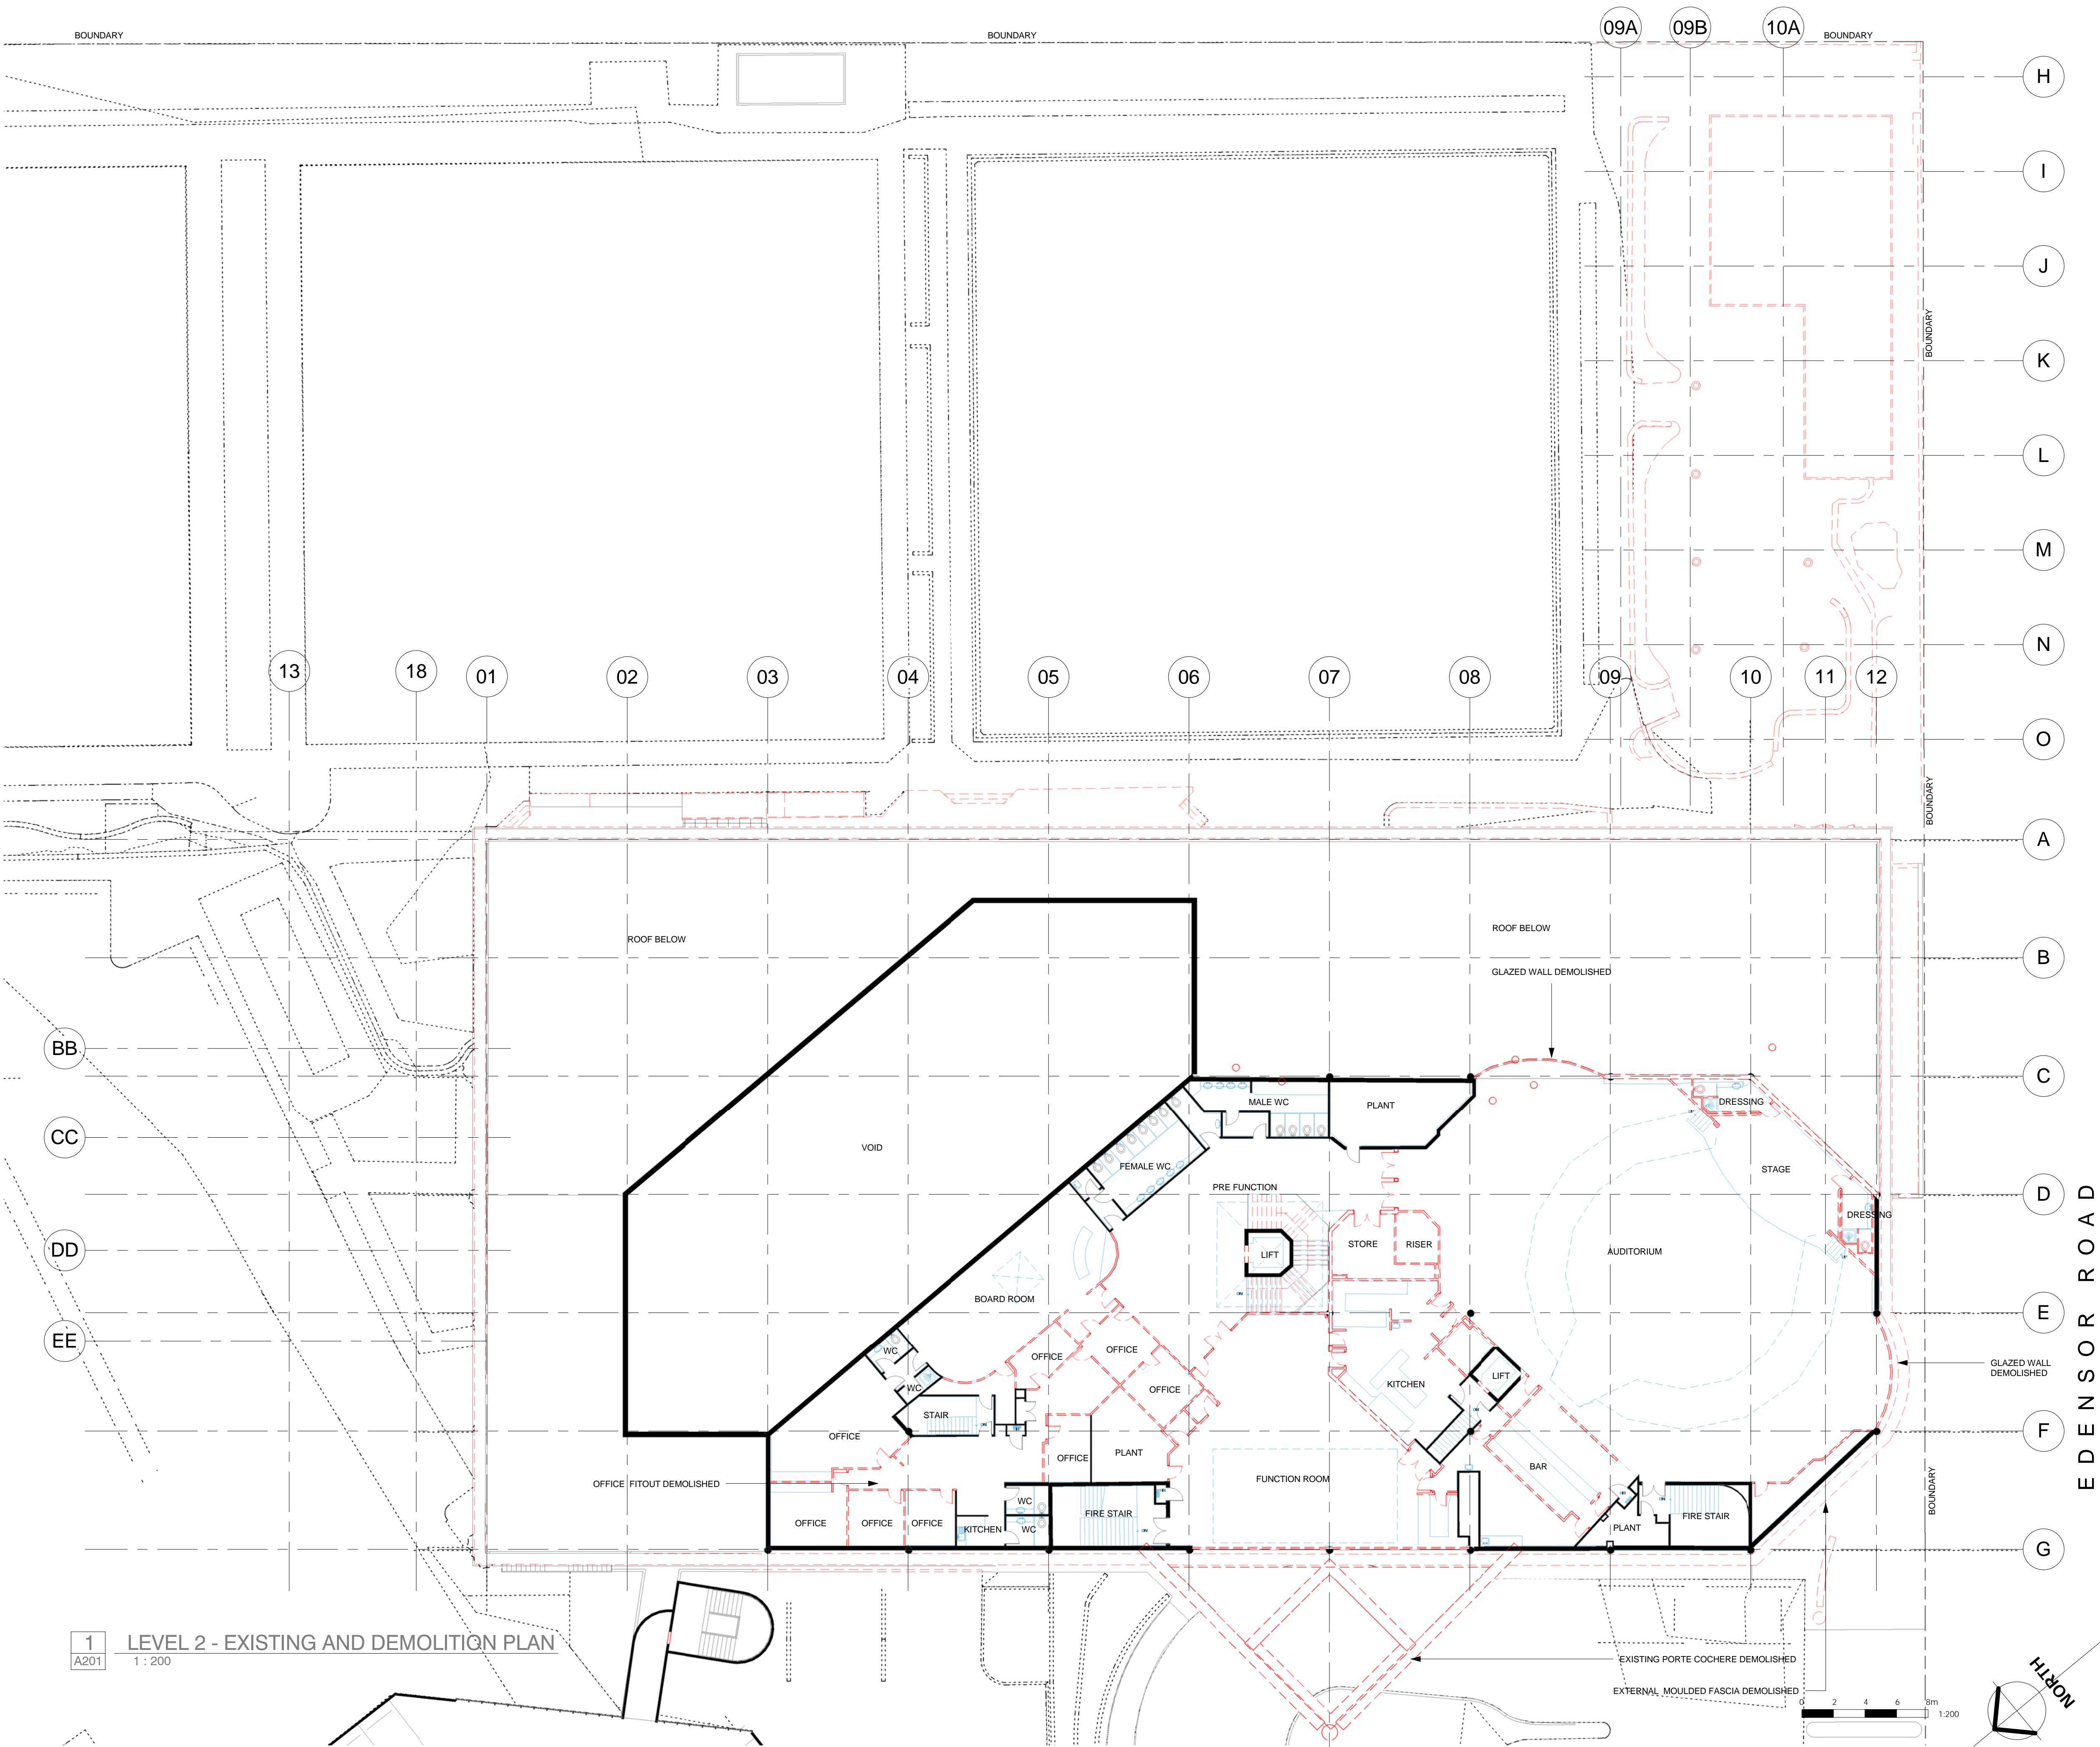 BOUNDARY
BOUNDARY
09A
09B
10A
BOUNDARY
H
I
J
K
BOUNDARY
L
M
N
13
18
01
02
03
04
05
06
07
08
09
10
11
12
O
BOUNDARY
A
ROOF BELOW
ROOF BELOW
B
GLAZED WALL DEMOLISHED
BB
C
MALE WC
PLANT
DRESSING
CC
VOID
FEMALE WC
STAGE
PRE FUNCTION
D
DRESSING
STORE
RISER
DD
LIFT
AUDITORIUM
BOARD ROOM
E
EE
WC
OFFICE
OFFICE
GLAZED WALL
DEMOLISHED
WC
OFFICE
KITCHEN
LIFT
STAIR
OFFICE
F
OFFICE
PLANT
BAR
OFFICE FITOUT DEMOLISHED
FUNCTION ROOM
BOUNDARY
EDENSOR ROAD
WC
FIRE STAIR
FIRE STAIR
OFFICE
OFFICE
OFFICE
KITCHEN
WC
PLANT
G
1
A201
LEVEL 2 - EXISTING AND DEMOLITION PLAN
1 : 200
EXISTING PORTE COCHERE DEMOLISHED
EXTERNAL MOULDED FASCIA DEMOLISHED
0 2 4 6 8m
1:200
NORTH